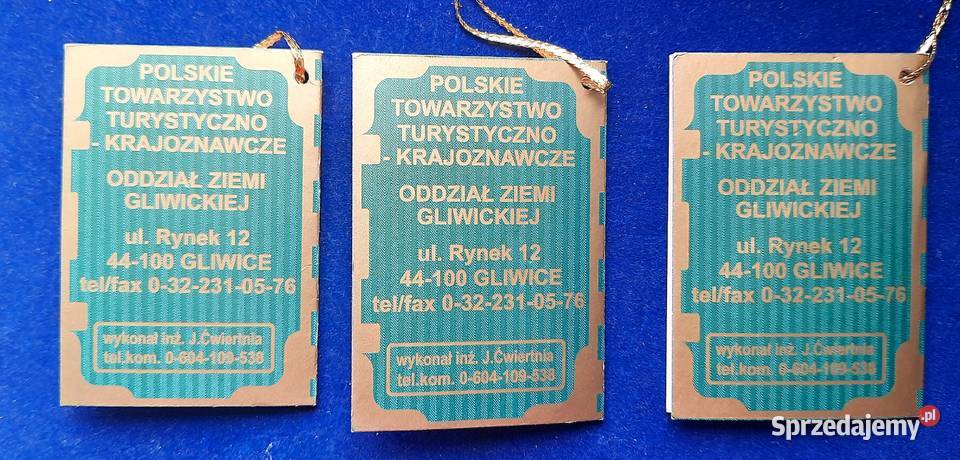 POLSKIE
TOWARZYSTWO
TURYSTYCZNO
- KRAJOZNAWCZE
ODDZIAŁ ZIEMI
GLIWICKIEJ
ul. Rynek 12
44-100 GLIWICE
tel/fax 0-32-231-05-76
wykonał inż. J.Ćwiertnia
tel.kom. 0-604-109-538
POLSKIE
TOWARZYSTWO
TURYSTYCZNO
- KRAJOZNAWCZE
ODDZIAŁ ZIEMI
GLIWICKIEJ
ul. Rynek 12
44-100 GLIWICE
tel/fax 0-32-231-05-76
wykonał inż. J.Ćwiertnia
tel.kom. 0-604-109-538
POLSKIE
TOWARZYSTWO
TURYSTYCZNO
- KRAJOZNAWCZE
ODDZIAŁ ZIEMI
GLIWICKIEJ
ul. Rynek 12
44-100 GLIWICE
tel/fax 0-32-231-05-76
wykonał inż. J.Ćwiertnia
tel.kom. 0-604-109-538
Sprzedajemy.pl